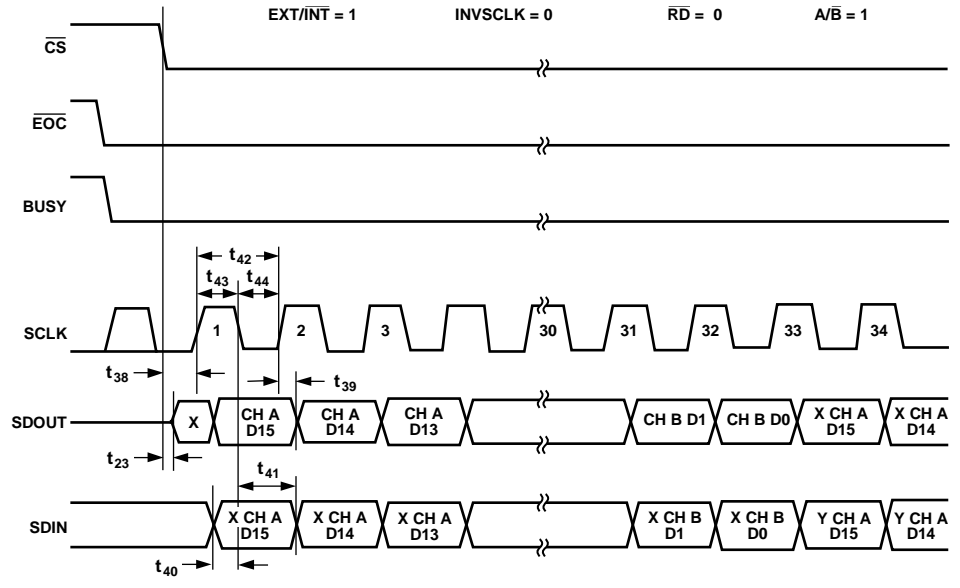 EXT/INT = 1 INVSCLK = 0 RD = 0 A/B = 1
CS
EOC
BUSY
t42
t43 t44
SCLK 1 2 3 30 31 32 33 34
t38 t39
SDOUT X CH A D15 CH A D14 CH A D13 CH B D1 CH B D0 X CH A D15 X CH A D14
t23
t41
SDIN X CH A D15 X CH A D14 X CH A D13 X CH B D1 X CH B D0 Y CH A D15 Y CH A D14
t40